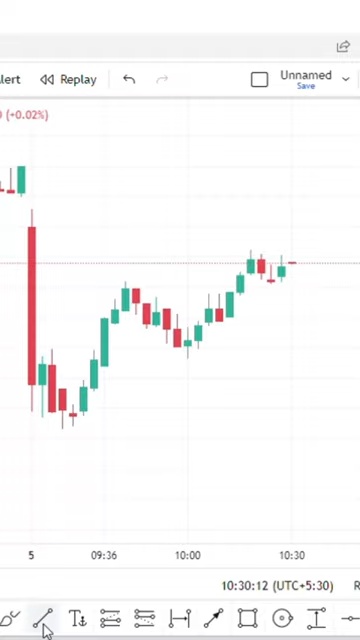 lert
Replay
Unnamed
Save
0 (+0.02%)
5 09:36 10:00 10:30
10:30:12 (UTC+5:30) R
T